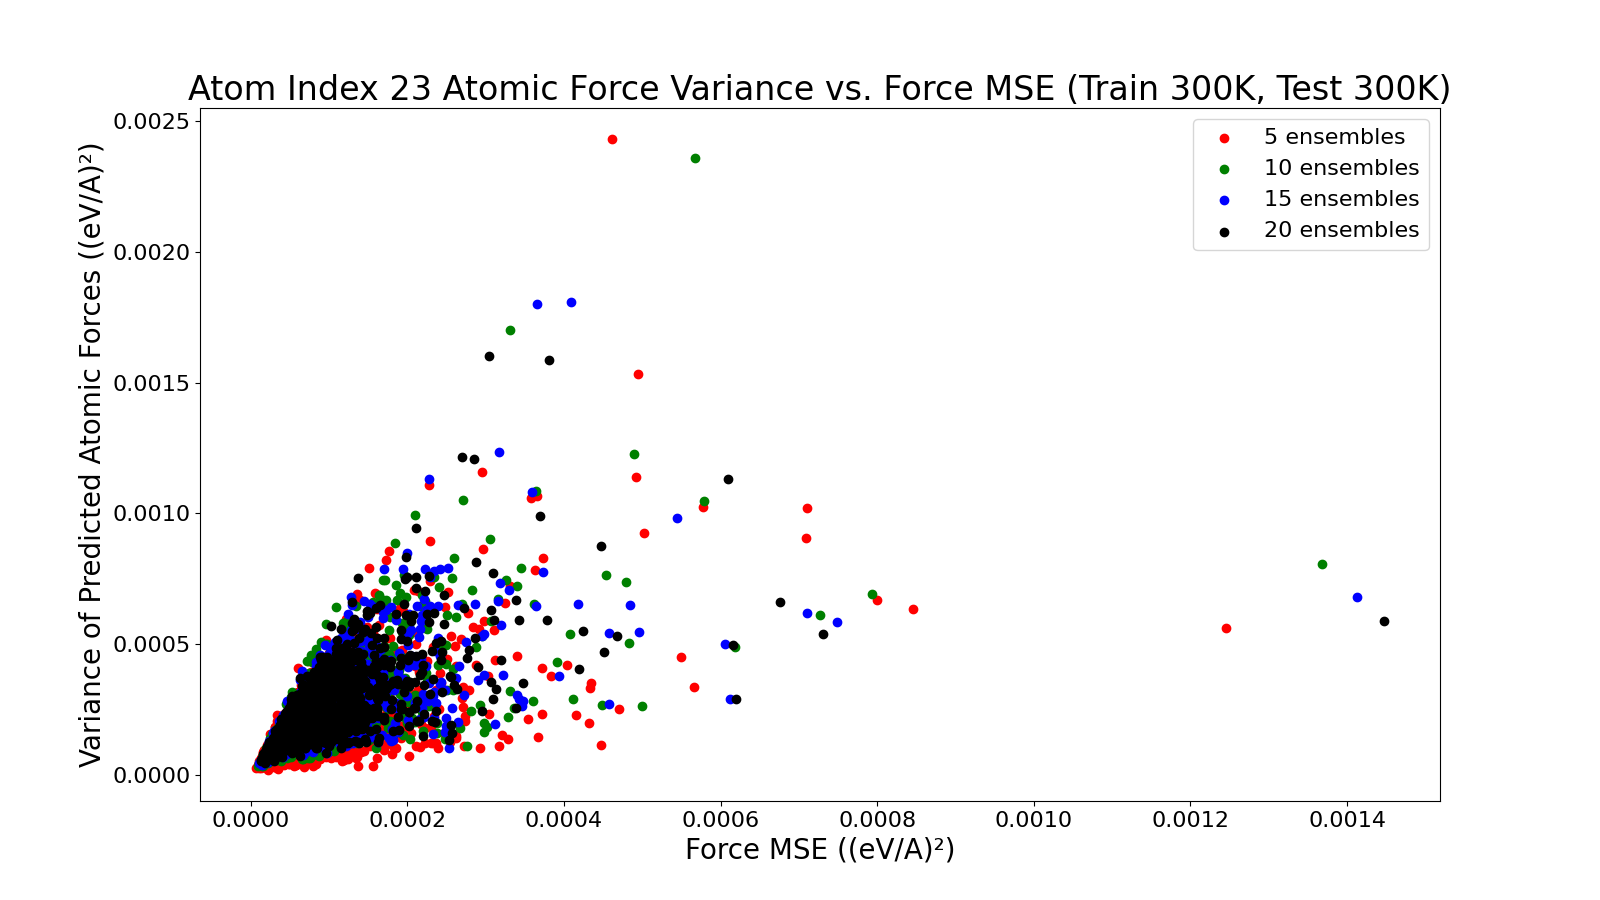 Atom Index 23 Atomic Force Variance vs. Force MSE (Train 300K, Test 300K)
Variance of Predicted Atomic Forces ((eV/A)²)
0.0025
0.0020
0.0015
0.0010
0.0005
0.0000
5 ensembles
10 ensembles
15 ensembles
20 ensembles
0.0000 0.0002 0.0004 0.0006 0.0008 0.0010 0.0012 0.0014
Force MSE ((eV/A)²)